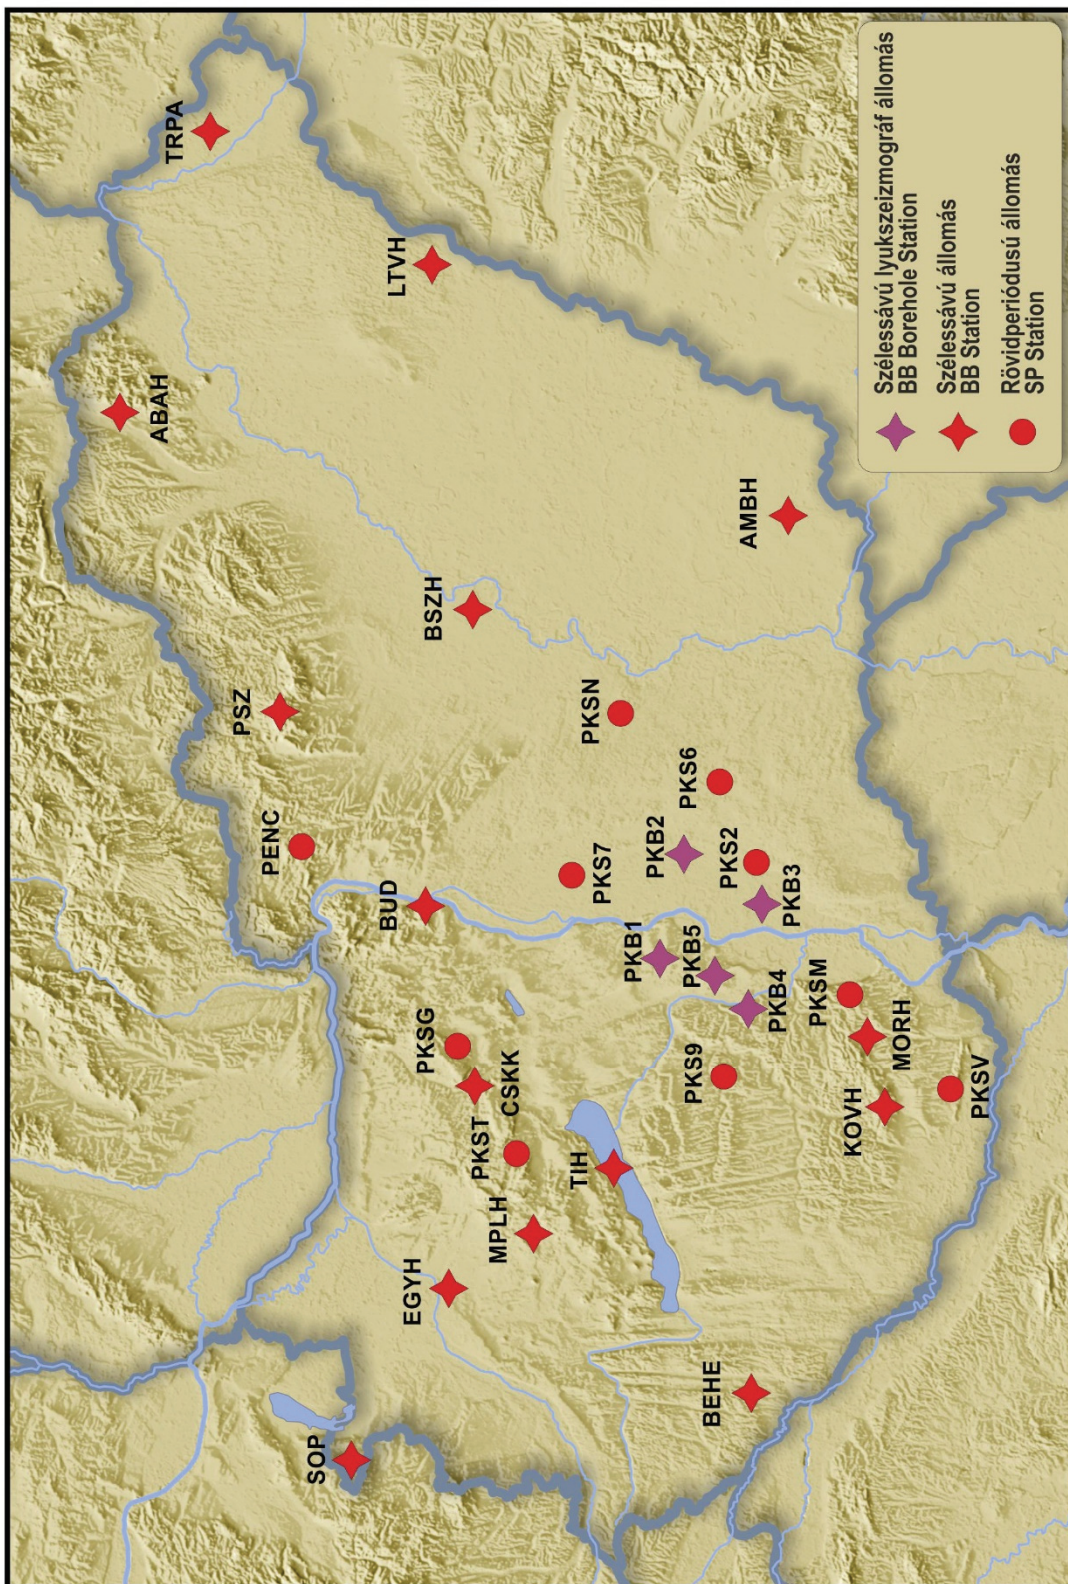 SOP
EGYH
MPLH
PKST
CSKK
PKSG
BUD
PENC
PSZ
ABAH
TRPA
LTVH
BSZH
TIH
BEHE
PKS9
PKB1
PKB5
PKB4
PKS7
PKB2
PKS2
PKB3
PKS6
PKSN
AMBH
KOVH
MORH
PKSM
PKSV
Szélessávú lyukszeizmográf állomás
BB Borehole Station
Szélessávú állomás
BB Station
Rövidperiódusú állomás
SP Station